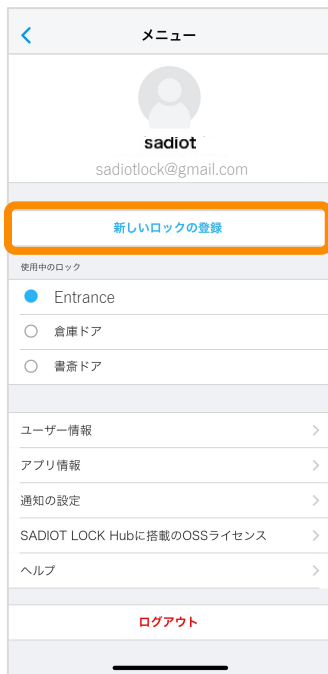 メニュー
sadiot
sadiotlock@gmail.com
新しいロックの登録
使用中のロック
Entrance
倉庫ドア
書斎ドア
ユーザー情報
アプリ情報
通知の設定
SADIOT LOCK Hubに搭載のOSSライセンス
ヘルプ
ログアウト